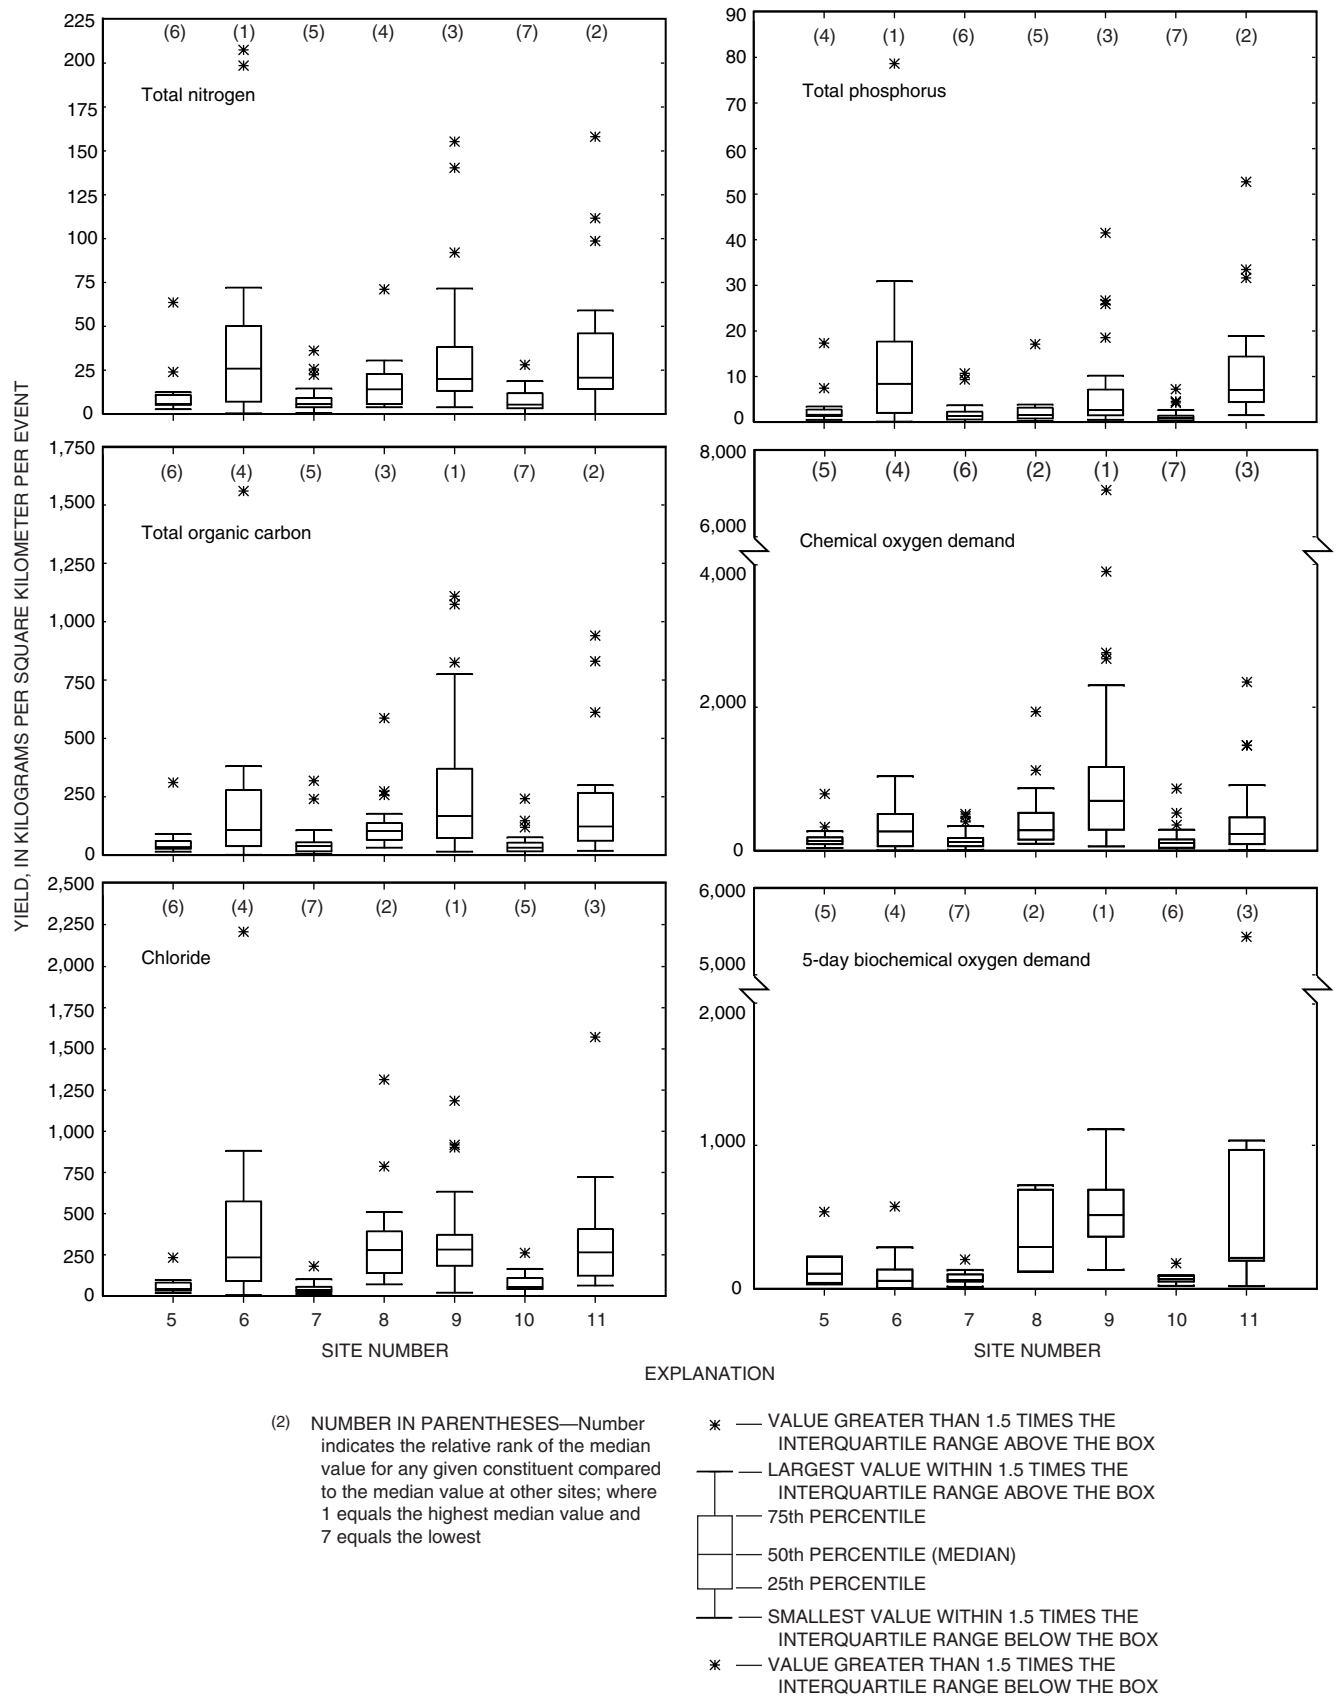 YIELD, IN KILOGRAMS PER SQUARE KILOMETER PER EVENT
225
200
175
150
125
100
75
50
25
0
(6) (1) (5) (4) (3) (7) (2)
Total nitrogen
90
80
70
60
50
40
30
20
10
0
(4) (1) (6) (5) (3) (7) (2)
Total phosphorus
1,750
1,500
1,250
1,000
750
500
250
0
(6) (4) (5) (3) (1) (7) (2)
Total organic carbon
8,000
6,000
4,000
2,000
0
(5) (4) (6) (2) (1) (7) (3)
Chemical oxygen demand
2,500
2,250
2,000
1,750
1,500
1,250
1,000
750
500
250
0
(6) (4) (7) (2) (1) (5) (3)
Chloride
5 6 7 8 9 10 11
SITE NUMBER
6,000
5,000
2,000
1,000
0
(5) (4) (7) (2) (1) (6) (3)
5-day biochemical oxygen demand
5 6 7 8 9 10 11
SITE NUMBER
EXPLANATION
(2) NUMBER IN PARENTHESES—Number
indicates the relative rank of the median
value for any given constituent compared
to the median value at other sites; where
1 equals the highest median value and
7 equals the lowest
VALUE GREATER THAN 1.5 TIMES THE
INTERQUARTILE RANGE ABOVE THE BOX
LARGEST VALUE WITHIN 1.5 TIMES THE
INTERQUARTILE RANGE ABOVE THE BOX
75th PERCENTILE
50th PERCENTILE (MEDIAN)
25th PERCENTILE
SMALLEST VALUE WITHIN 1.5 TIMES THE
INTERQUARTILE RANGE BELOW THE BOX
VALUE GREATER THAN 1.5 TIMES THE
INTERQUARTILE RANGE BELOW THE BOX